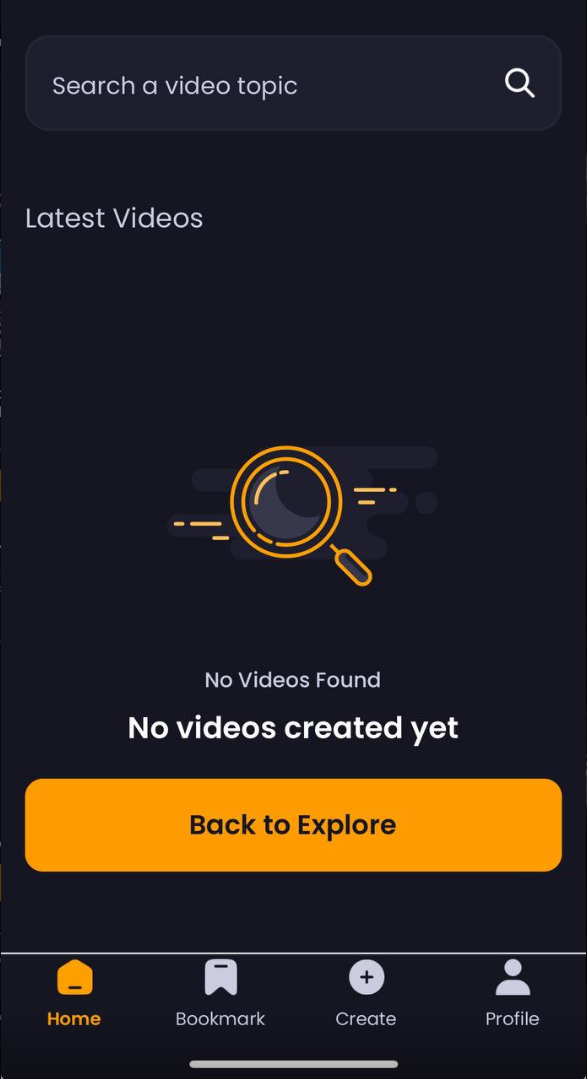 Search a video topic
Latest Videos
No Videos Found
No videos created yet
Back to Explore
Home
Bookmark
Create
Profile